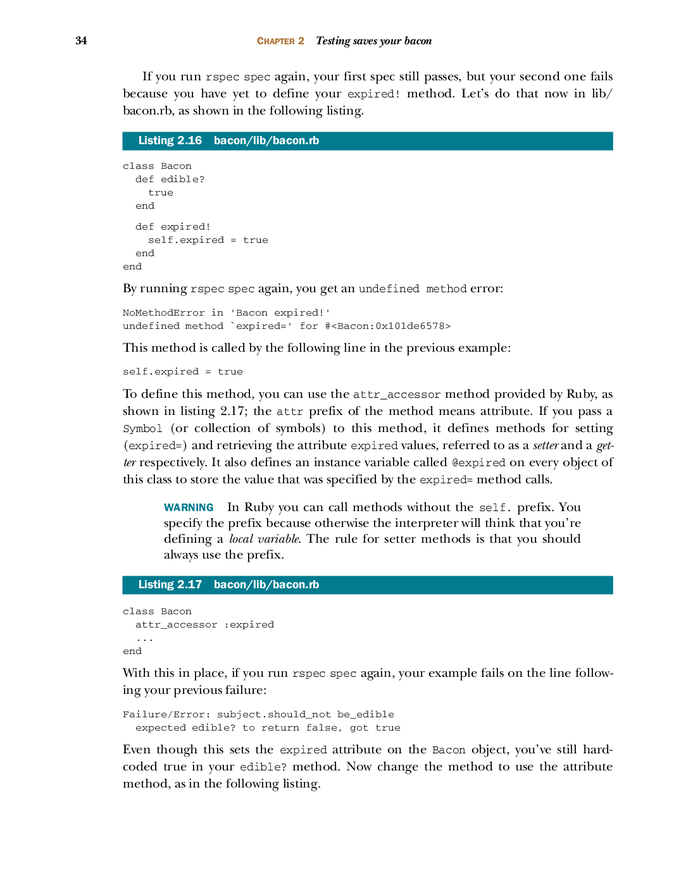 34
CHAPTER 2 Testing saves your bacon
If you run rspec spec again, your first spec still passes, but your second one fails
because you have yet to define your expired! method. Let's do that now in lib/
bacon.rb, as shown in the following listing.
Listing 2.16 bacon/lib/bacon.rb
class Bacon
  def edible?
    true
  end
  def expired!
    self.expired = true
  end
end
By running rspec spec again, you get an undefined method error:
NoMethodError in 'Bacon expired!'
undefined method `expired=' for #<Bacon:0x101de6578>
This method is called by the following line in the previous example:
self.expired = true
To define this method, you can use the attr_accessor method provided by Ruby, as
shown in listing 2.17; the attr prefix of the method means attribute. If you pass a
Symbol (or collection of symbols) to this method, it defines methods for setting
(expired=) and retrieving the attribute expired values, referred to as a setter and a get-
ter respectively. It also defines an instance variable called @expired on every object of
this class to store the value that was specified by the expired= method calls.
WARNING In Ruby you can call methods without the self. prefix. You
specify the prefix because otherwise the interpreter will think that you're
defining a local variable. The rule for setter methods is that you should
always use the prefix.
Listing 2.17 bacon/lib/bacon.rb
class Bacon
  attr_accessor :expired
  ...
end
With this in place, if you run rspec spec again, your example fails on the line follow-
ing your previous failure:
Failure/Error: subject.should_not be_edible
  expected edible? to return false, got true
Even though this sets the expired attribute on the Bacon object, you've still hard-
coded true in your edible? method. Now change the method to use the attribute
method, as in the following listing.